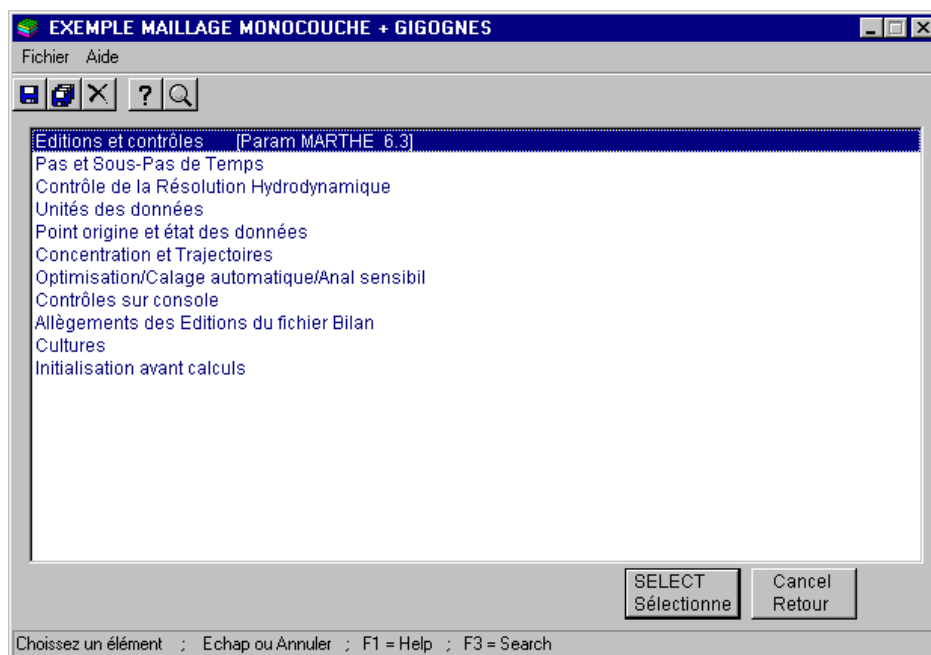 EXEMPLE MAILLAGE MONOCOUCHE + GIGOGNES
Fichier Aide
?
Editions et contrôles [Param MARTHE 6.3]
Pas et Sous-Pas de Temps
Contrôle de la Résolution Hydrodynamique
Unités des données
Point origine et état des données
Concentration et Trajectoires
Optimisation/Calage automatique/Anal sensibil
Contrôles sur console
Allègements des Editions du fichier Bilan
Cultures
Initialisation avant calculs
SELECT Cancel
Sélectionne Retour
Choisissez un élément ; Echap ou Annuler ; F1 = Help ; F3 = Search